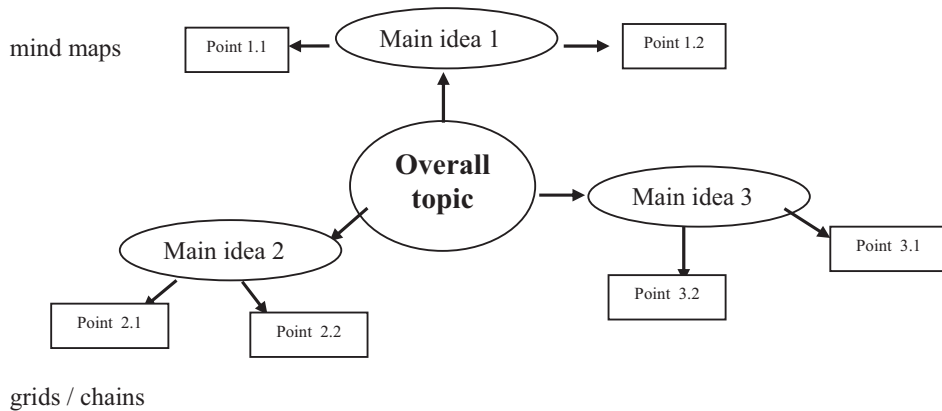 mind maps
Point 1.1
Main idea 1
Point 1.2
Overall
topic
Main idea 3
Main idea 2
Point 3.1
Point 3.2
Point 2.1
Point 2.2
grids / chains